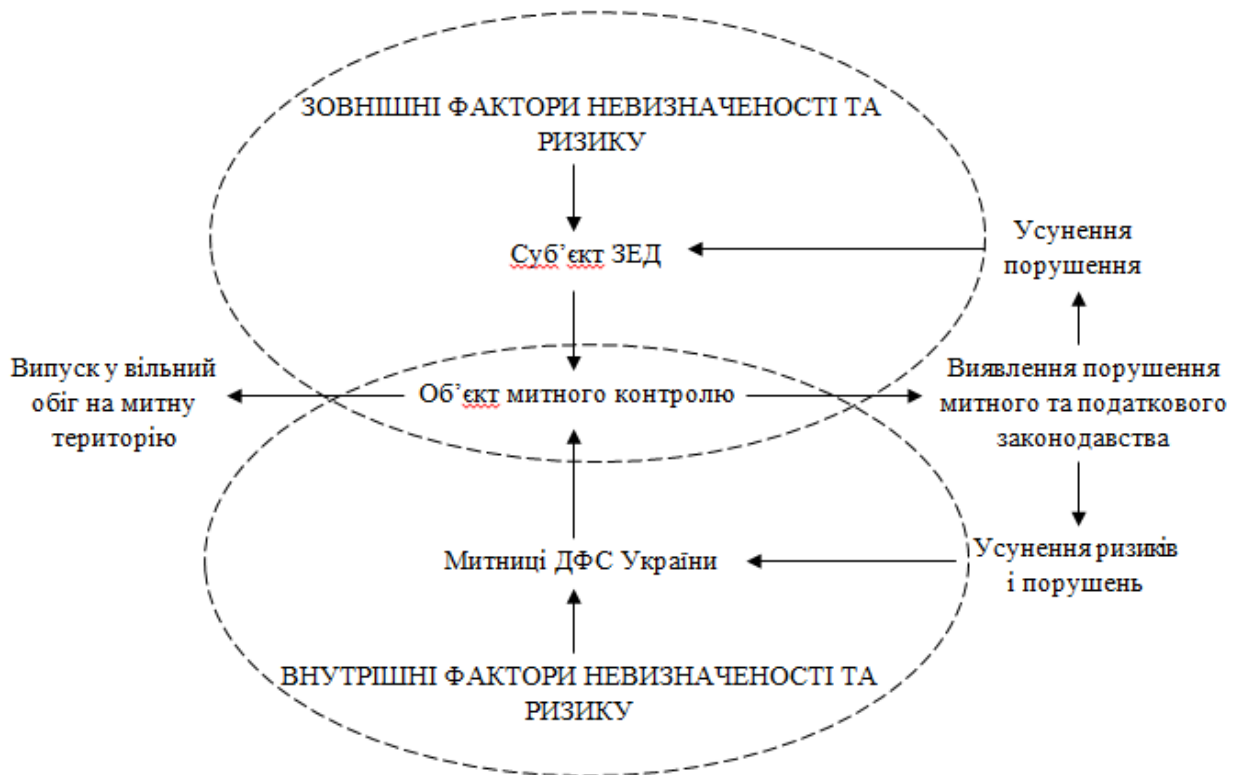 ЗОВНІШНІ ФАКТОРИ НЕВИЗНАЧЕНОСТІ ТА
РИЗИКУ
Суб’єкт ЗЕД
Усунення
порушення
Випуск у вільний
обіг на митну
територію
Об’єкт митного контролю
Виявлення порушення
митного та податкового
законодавства
Митниці ДФС України
Усунення ризиків
і порушень
ВНУТРІШНІ ФАКТОРИ НЕВИЗНАЧЕНОСТІ ТА
РИЗИКУ